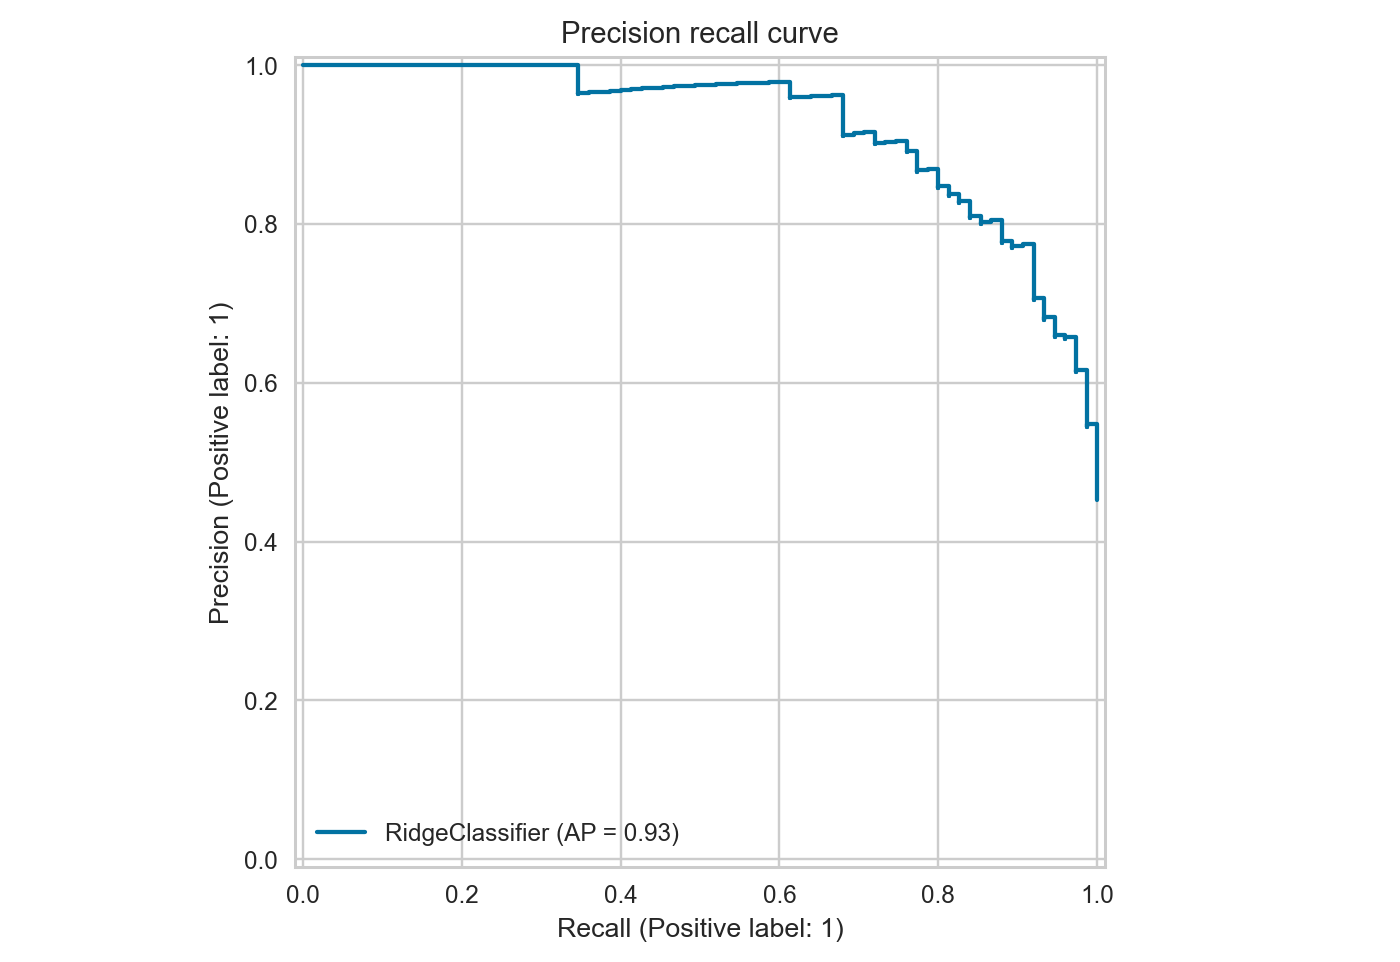 Precision recall curve
1.0
0.8
0.6
0.4
0.2
0.0
Precision (Positive label: 1)
RidgeClassifier (AP = 0.93)
0.0 0.2 0.4 0.6 0.8 1.0
Recall (Positive label: 1)